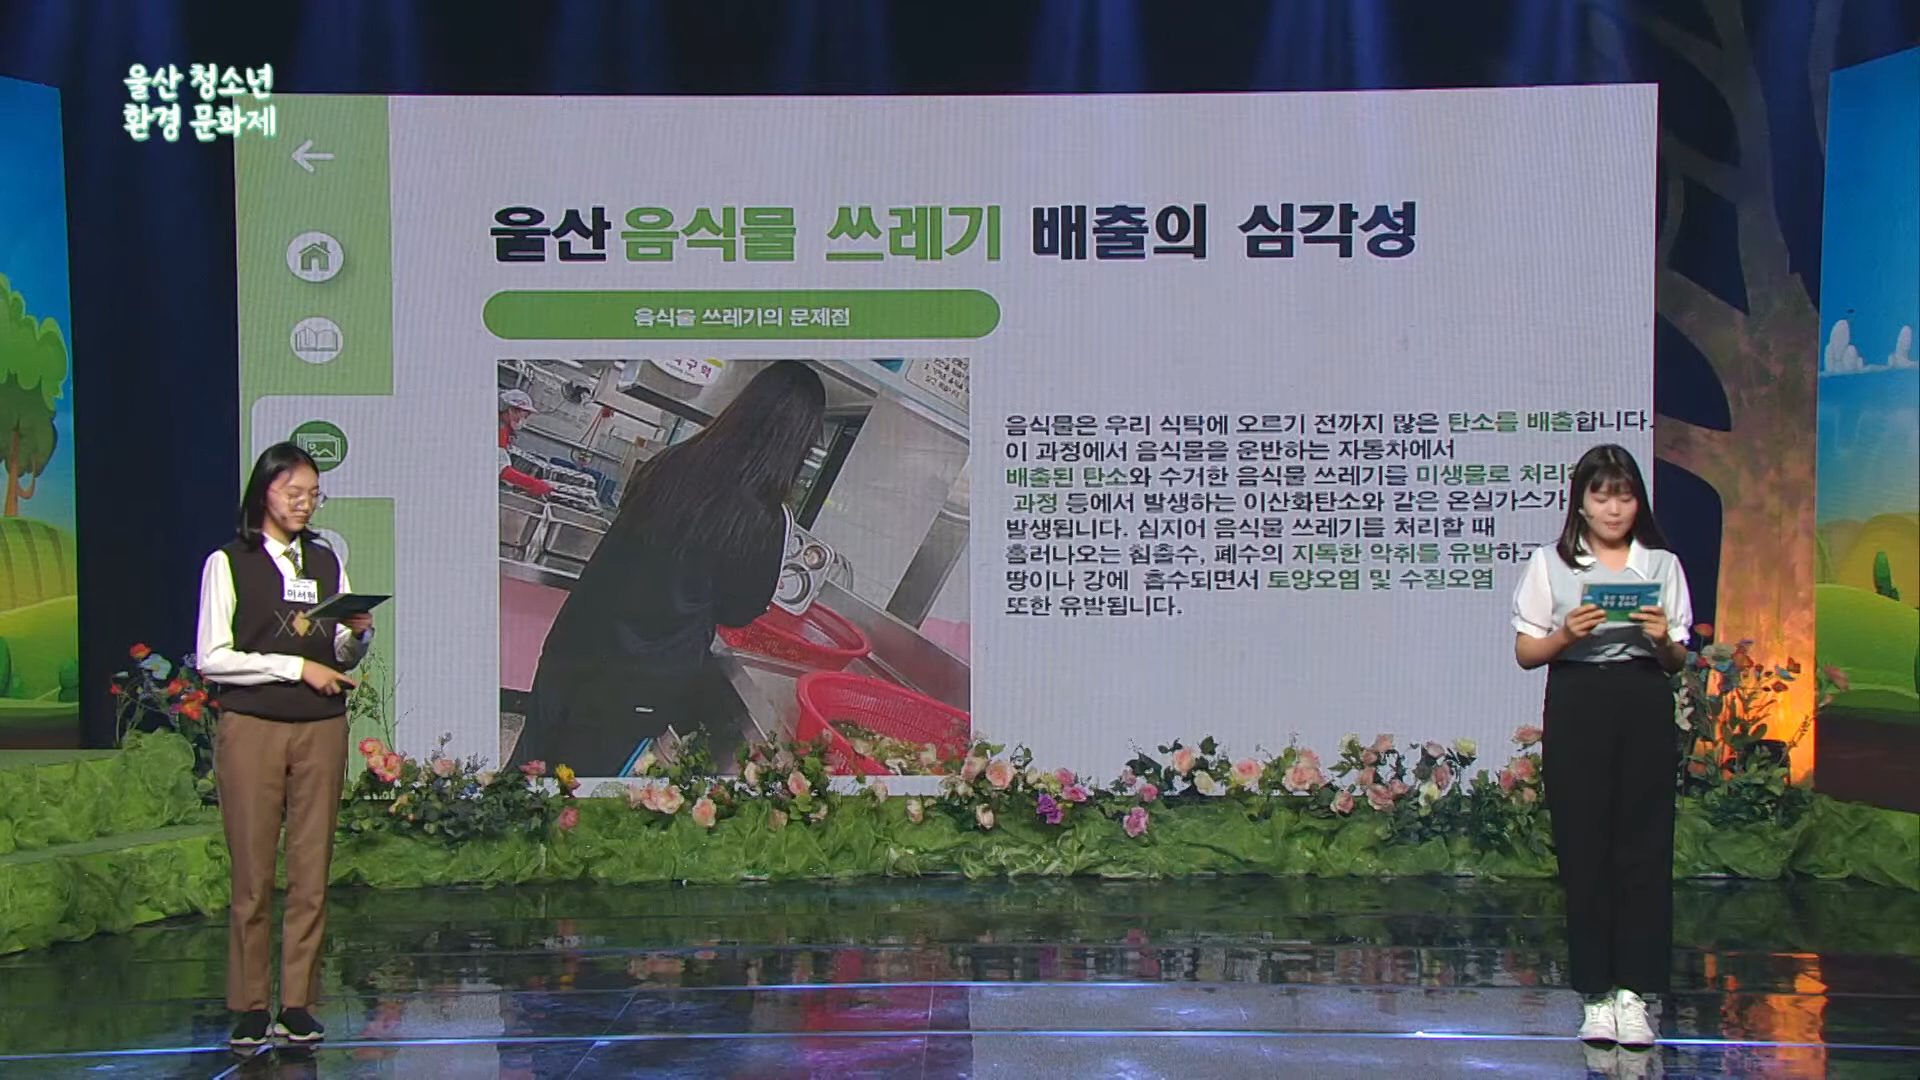 울산 청소년
환경 문화제
울산 음식물 쓰레기 배출의 심각성
음식물 쓰레기의 문제점
음식물은 우리 식탁에 오르기 전까지 많은 탄소를 배출합니다.
이 과정에서 음식물을 운반하는 자동차에서
배출된 탄소와 수거한 음식물 쓰레기를 미생물로
과정 등에서 발생하는 이산화탄소와 같은 온실가스가
발생됩니다. 심지어 음식물 쓰레기를 처리할 때
흘러나오는 침출수, 폐수의 지독한 악취를 유발하고
땅이나 강에 흡수되면서 토양오염 및 수질오염
또한 유발됩니다.
이서현